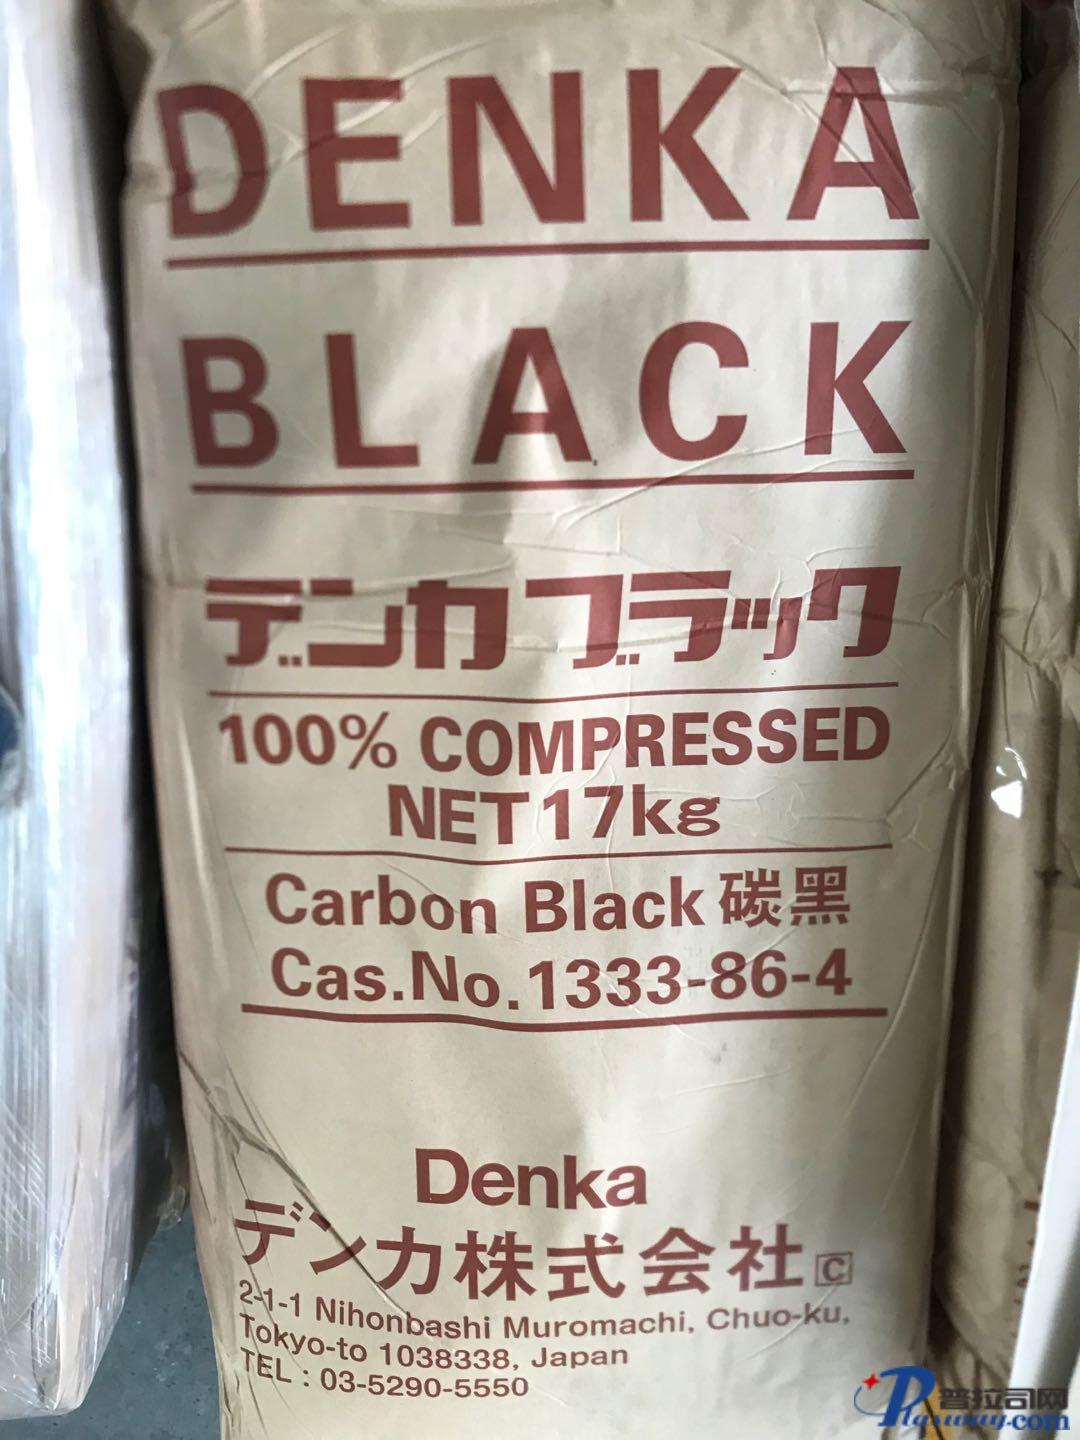 DENKA
BLACK
デンカ ブラック
100% COMPRESSED
NET 17kg
Carbon Black 碳黑
Cas.No.1333-86-4
Denka
デンカ株式会社 C
2-1-1 Nihonbashi Muromachi, Chuo-ku,
Tokyo-to 1038338, Japan
TEL : 03-5290-5550
普拉司网
Plasway.com